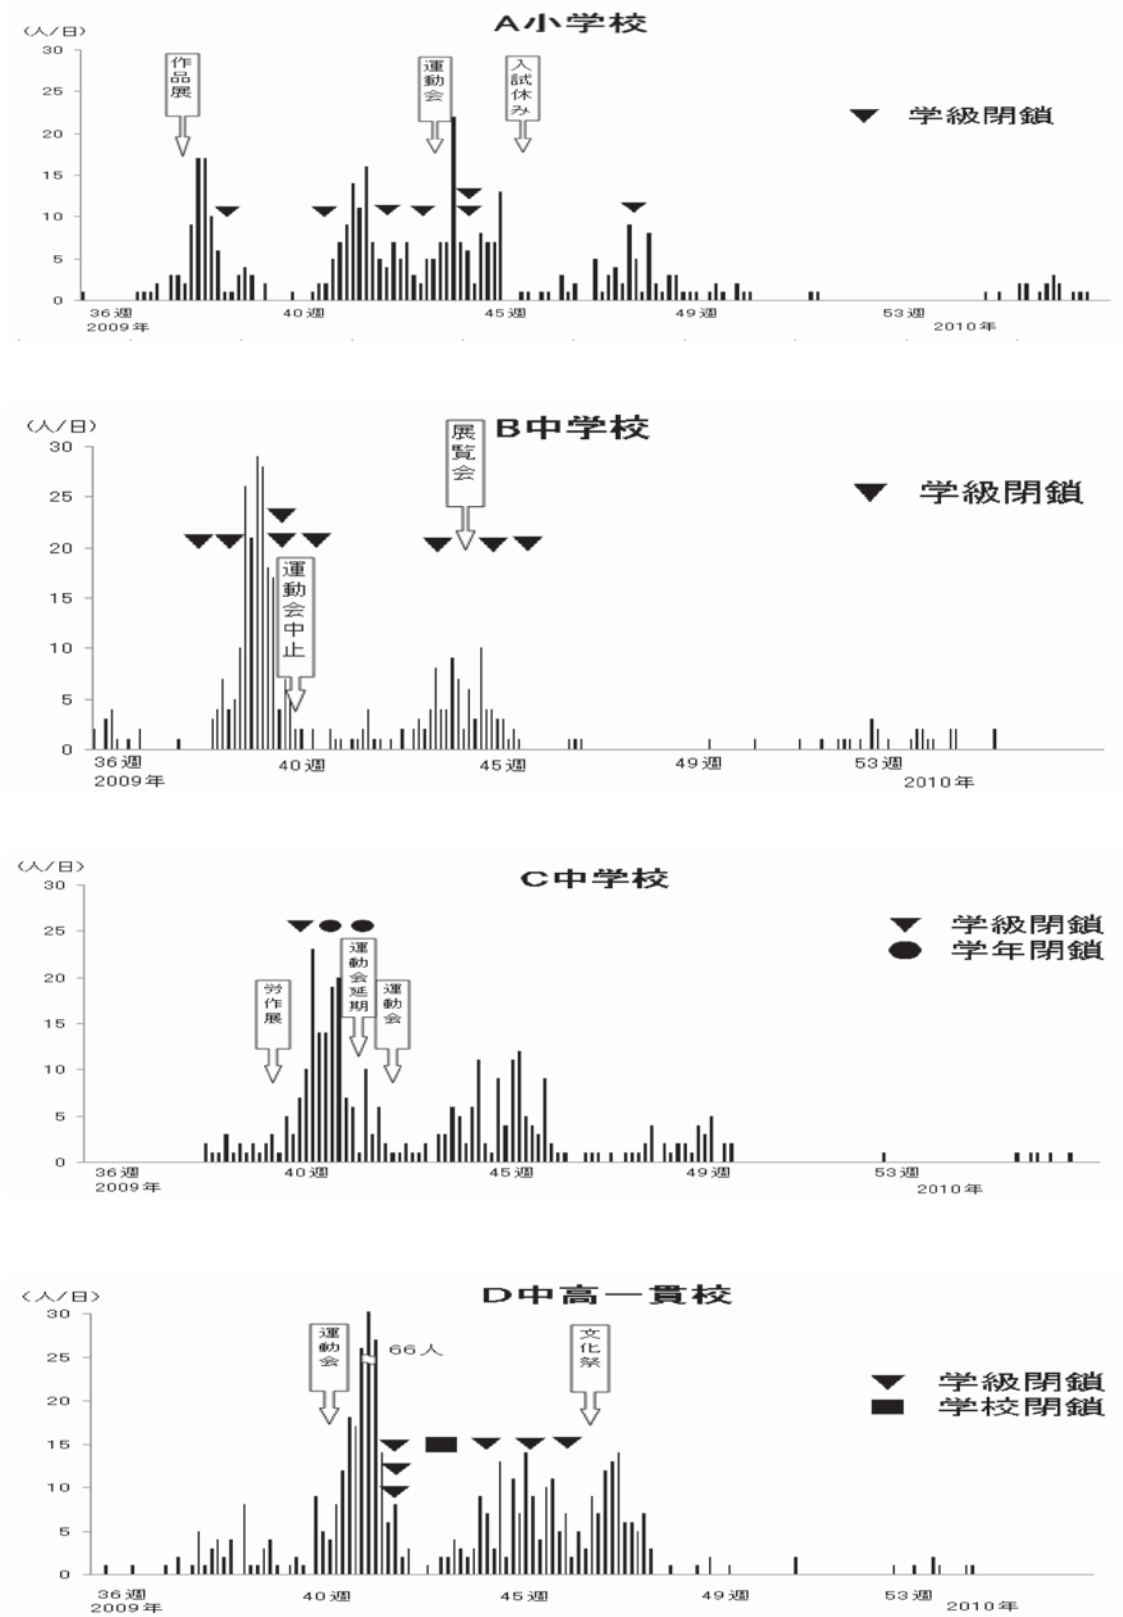 A小学校
（人/日）
30
25
20
15
10
5
0
作品展
運動会
入試休み
学級閉鎖
36週 40週 45週 49週 53週
2009年 2010年
B中学校
（人/日）
30
25
20
15
10
5
0
展覧会
運動会中止
学級閉鎖
36週 40週 45週 49週 53週
2009年 2010年
C中学校
（人/日）
30
25
20
15
10
5
0
労作展
運動会延期
運動会
学級閉鎖
学年閉鎖
36週 40週 45週 49週 53週
2009年 2010年
D中高一貫校
（人/日）
30
25
20
15
10
5
0
運動会
66人
文化祭
学級閉鎖
学校閉鎖
36週 40週 45週 49週 53週
2009年 2010年